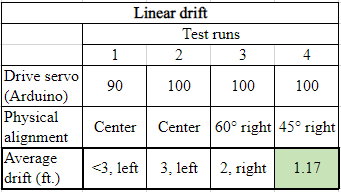 Linear drift
Test runs
1 2 3 4
Drive servo (Arduino) 90 100 100 100
Physical alignment Center Center 60° right 45° right
Average drift (ft.) <3, left 3, left 2, right 1.17